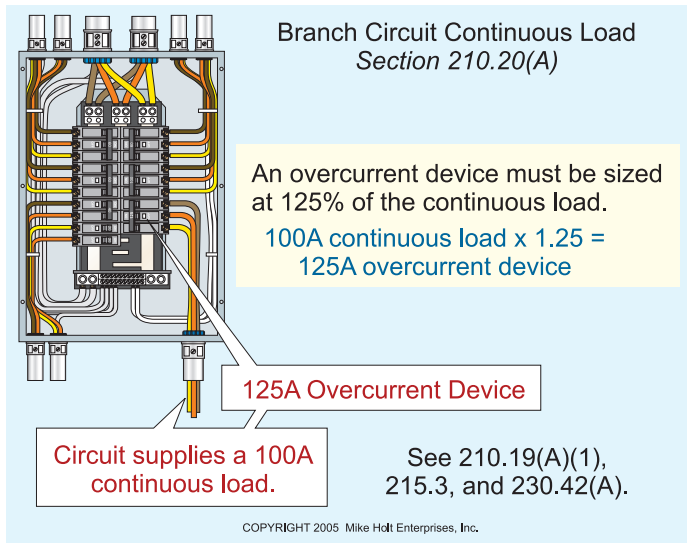 Branch Circuit Continuous Load
Section 210.20(A)
An overcurrent device must be sized
at 125% of the continuous load.
100A continuous load x 1.25 =
125A overcurrent device
125A Overcurrent Device
Circuit supplies a 100A
continuous load.
See 210.19(A)(1),
215.3, and 230.42(A).
COPYRIGHT 2005 Mike Holt Enterprises, Inc.